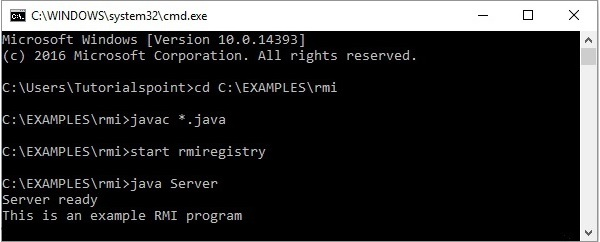 C:\WINDOWS\system32\cmd.exe
Microsoft Windows [Version 10.0.14393]
(c) 2016 Microsoft Corporation. All rights reserved.
C:\Users\Tutorialspoint>cd C:\EXAMPLES\rmi
C:\EXAMPLES\rmi>javac *.java
C:\EXAMPLES\rmi>start rmiregistry
C:\EXAMPLES\rmi>java Server
Server ready
This is an example RMI program